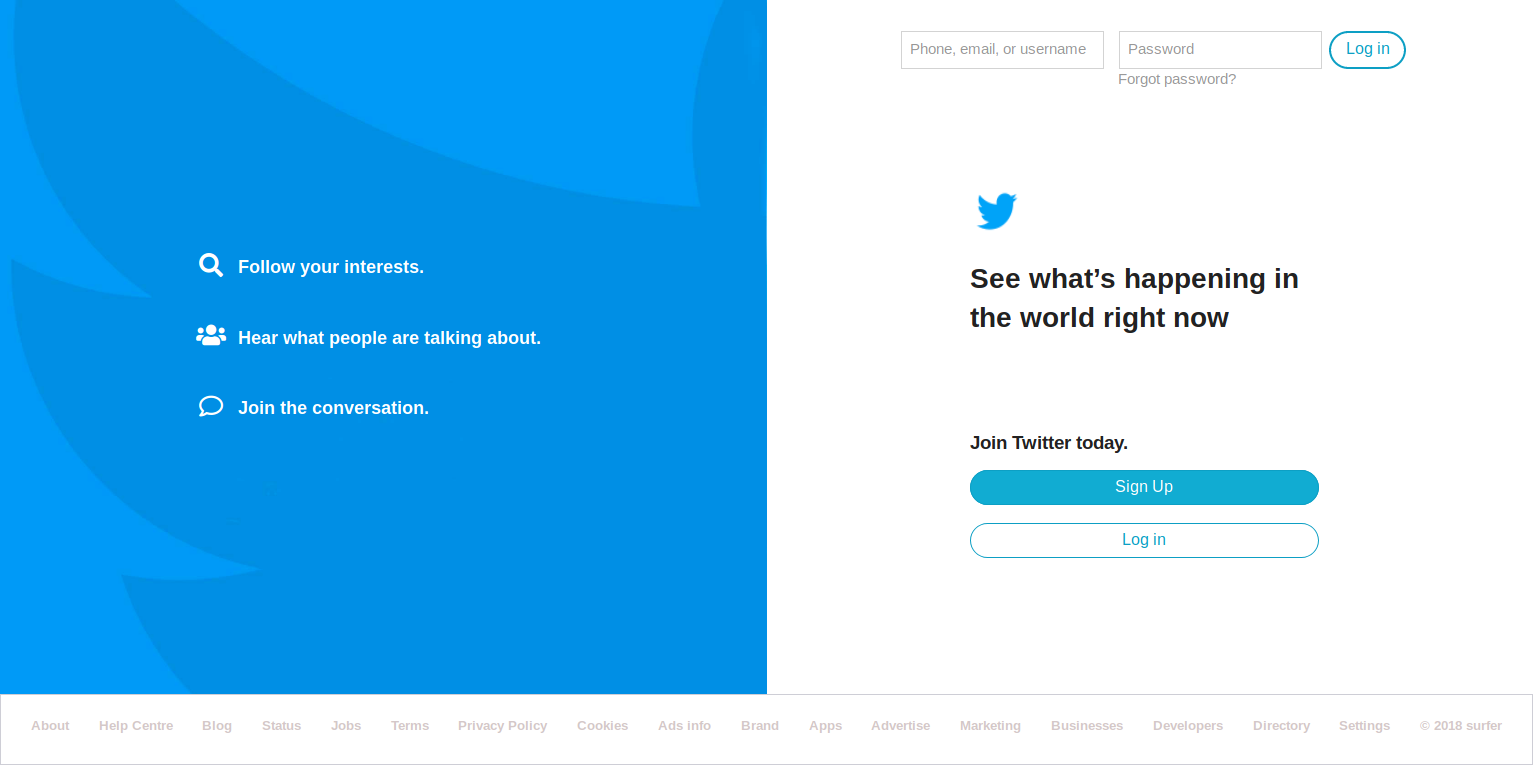 Phone, email, or username Password Log in
Forgot password?
Follow your interests.
Hear what people are talking about.
Join the conversation.
See what’s happening in
the world right now
Join Twitter today.
Sign Up
Log in
About Help Centre Blog Status Jobs Terms Privacy Policy Cookies Ads info Brand Apps Advertise Marketing Businesses Developers Directory Settings © 2018 surfer